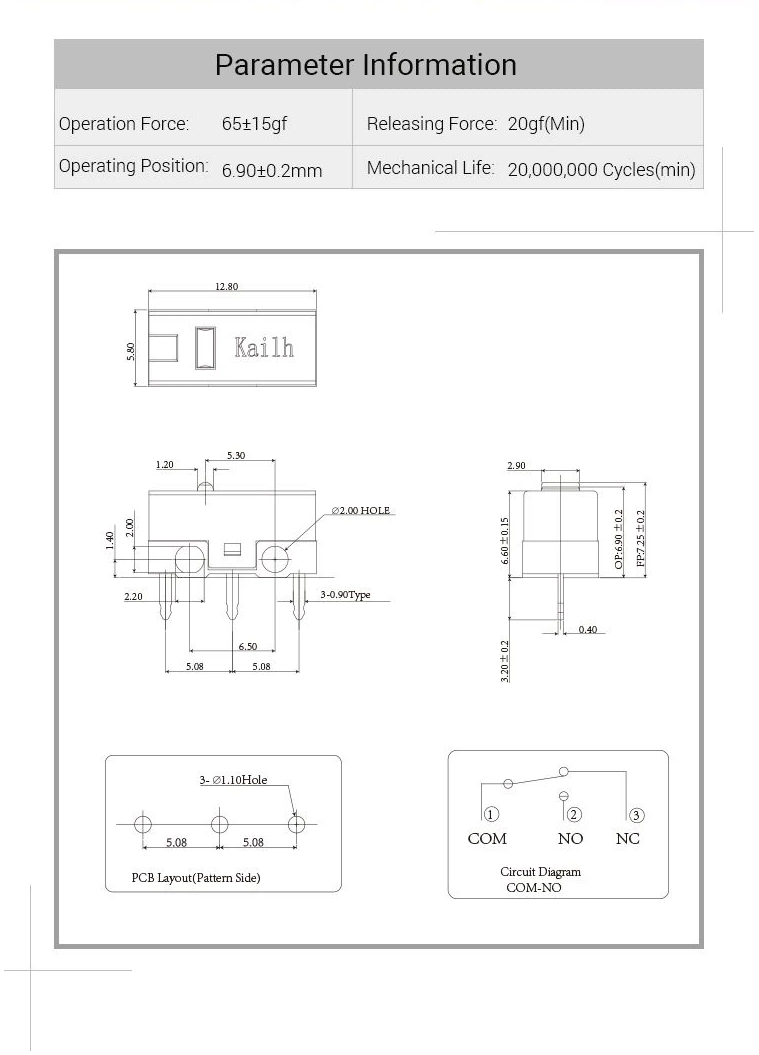 Parameter Information
Operation Force: 65±15gf Releasing Force: 20gf(Min)
Operating Position: 6.90±0.2mm Mechanical Life: 20,000,000 Cycles(min)
12.80
5.80
Kailh
5.30
1.20
∅2.00 HOLE
2.00
1.40
2.20
3-0.90Type
6.50
5.08 5.08
2.90
6.60±0.15
OP:6.90±0.2
FP:7.25±0.2
0.40
3.20±0.2
3- ∅1.10Hole
5.08 5.08
PCB Layout(Pattern Side)
① ② ③
COM NO NC
Circuit Diagram
COM-NO